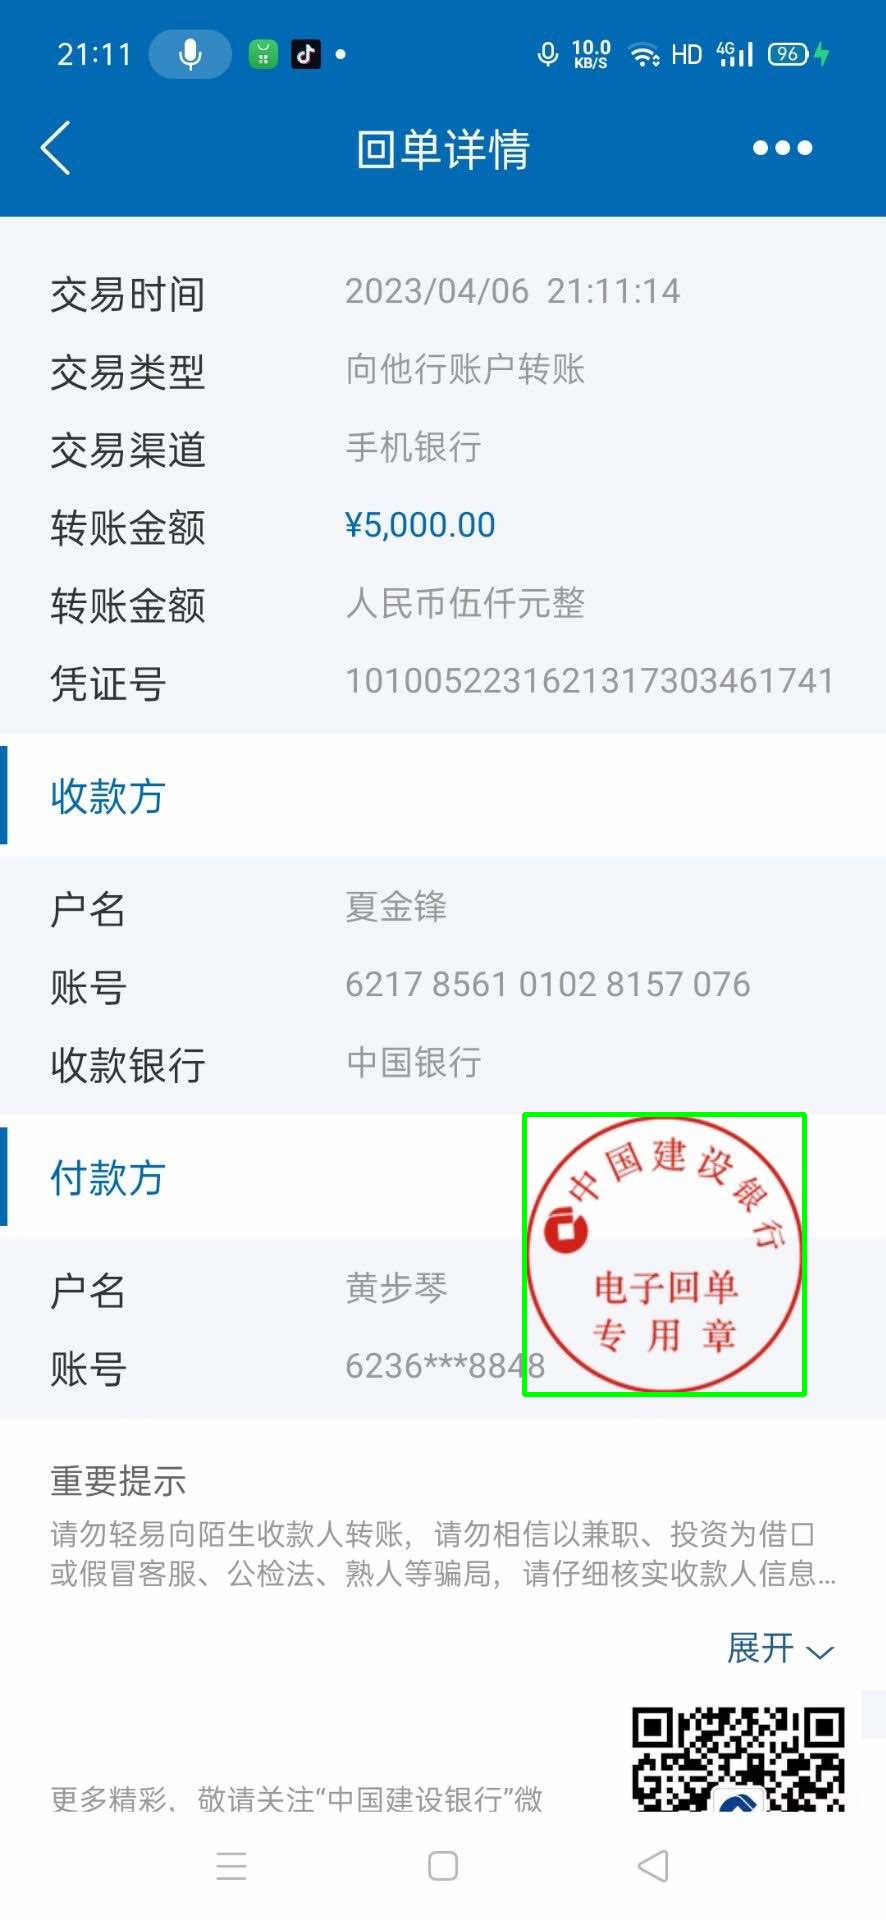 21:11 10.0 KB/S HD 4G 96
回单详情
交易时间 2023/04/06 21:11:14
交易类型 向他行账户转账
交易渠道 手机银行
转账金额 ¥5,000.00
转账金额 人民币伍仟元整
凭证号 1010052231621317303461741
收款方
户名 夏金锋
账号 6217 8561 0102 8157 076
收款银行 中国银行
付款方
中国建设银行
电子回单
专用章
户名 黄步琴
账号 6236***8848
重要提示
请勿轻易向陌生收款人转账，请勿相信以兼职、投资为借口
或假冒客服、公检法、熟人等骗局，请仔细核实收款人信息...
展开
更多精彩，敬请关注“中国建设银行”微